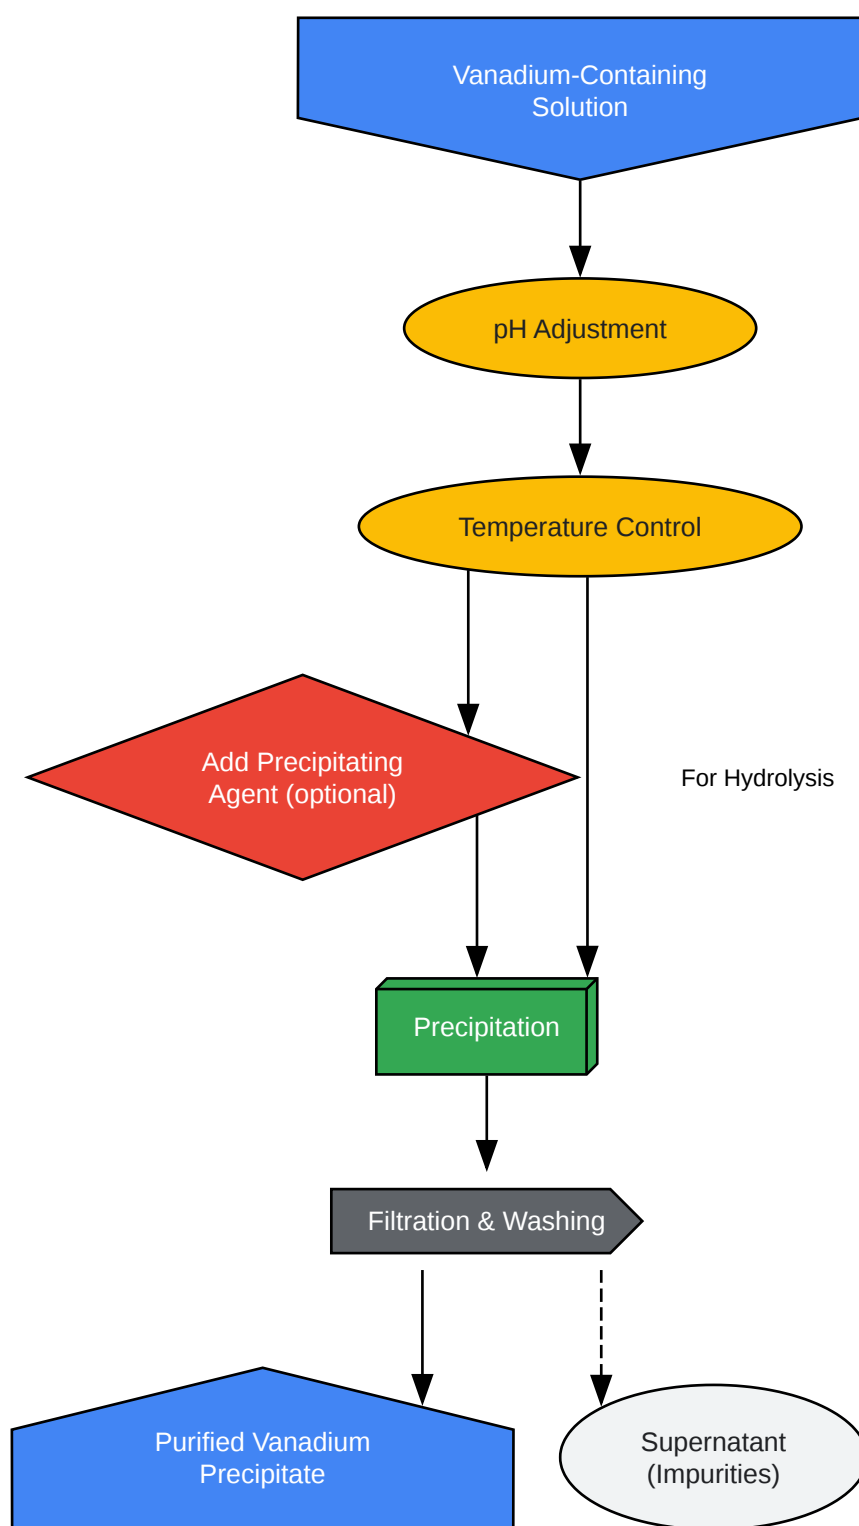 Vanadium-Containing
Solution
pH Adjustment
Temperature Control
Add Precipitating
Agent (optional)
For Hydrolysis
Precipitation
Filtration & Washing
Purified Vanadium
Precipitate
Supernatant
(Impurities)